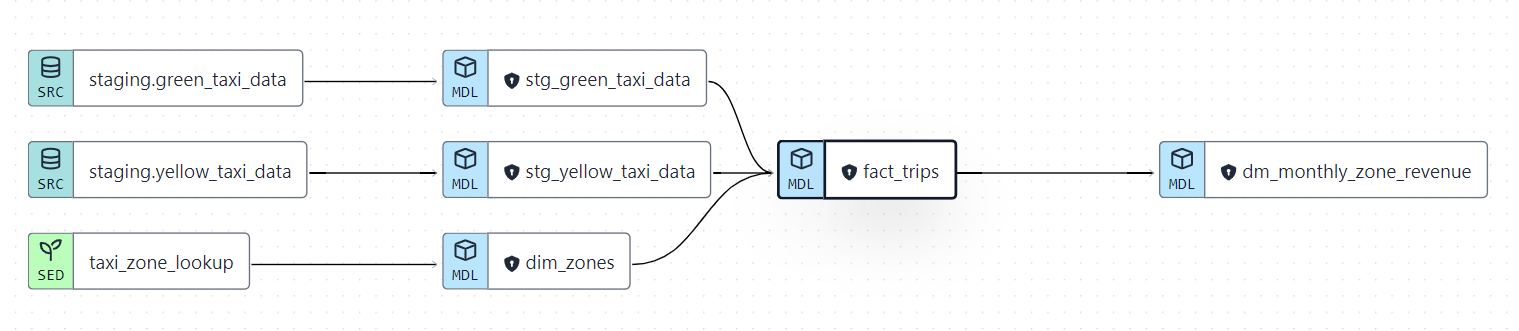 SRC staging.green_taxi_data
MDL stg_green_taxi_data
SRC staging.yellow_taxi_data
MDL stg_yellow_taxi_data
MDL fact_trips
MDL dm_monthly_zone_revenue
SED taxi_zone_lookup
MDL dim_zones